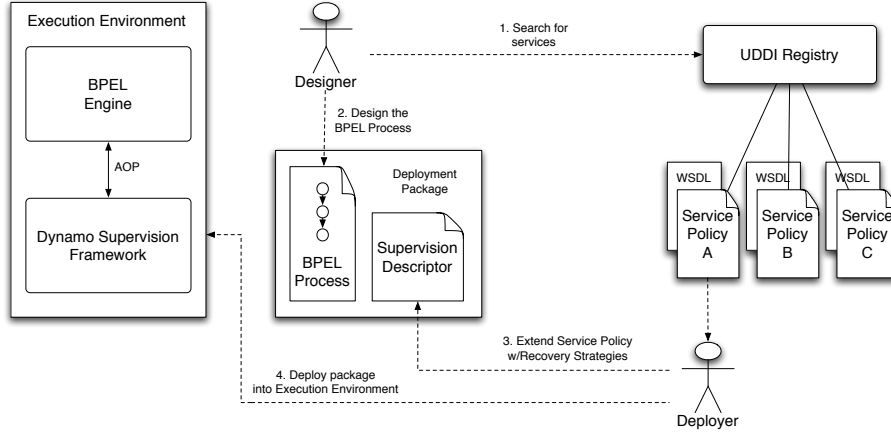 Execution Environment
BPEL
Engine
AOP
Dynamo Supervision
Framework
Designer
1. Search for
services
UDDI Registry
2. Design the
BPEL Process
Deployment
Package
BPEL
Process
Supervision
Descriptor
WSDL
Service
Policy
A
WSDL
Service
Policy
B
WSDL
Service
Policy
C
3. Extend Service Policy
w/Recovery Strategies
4. Deploy package
into Execution Environment
Deployer